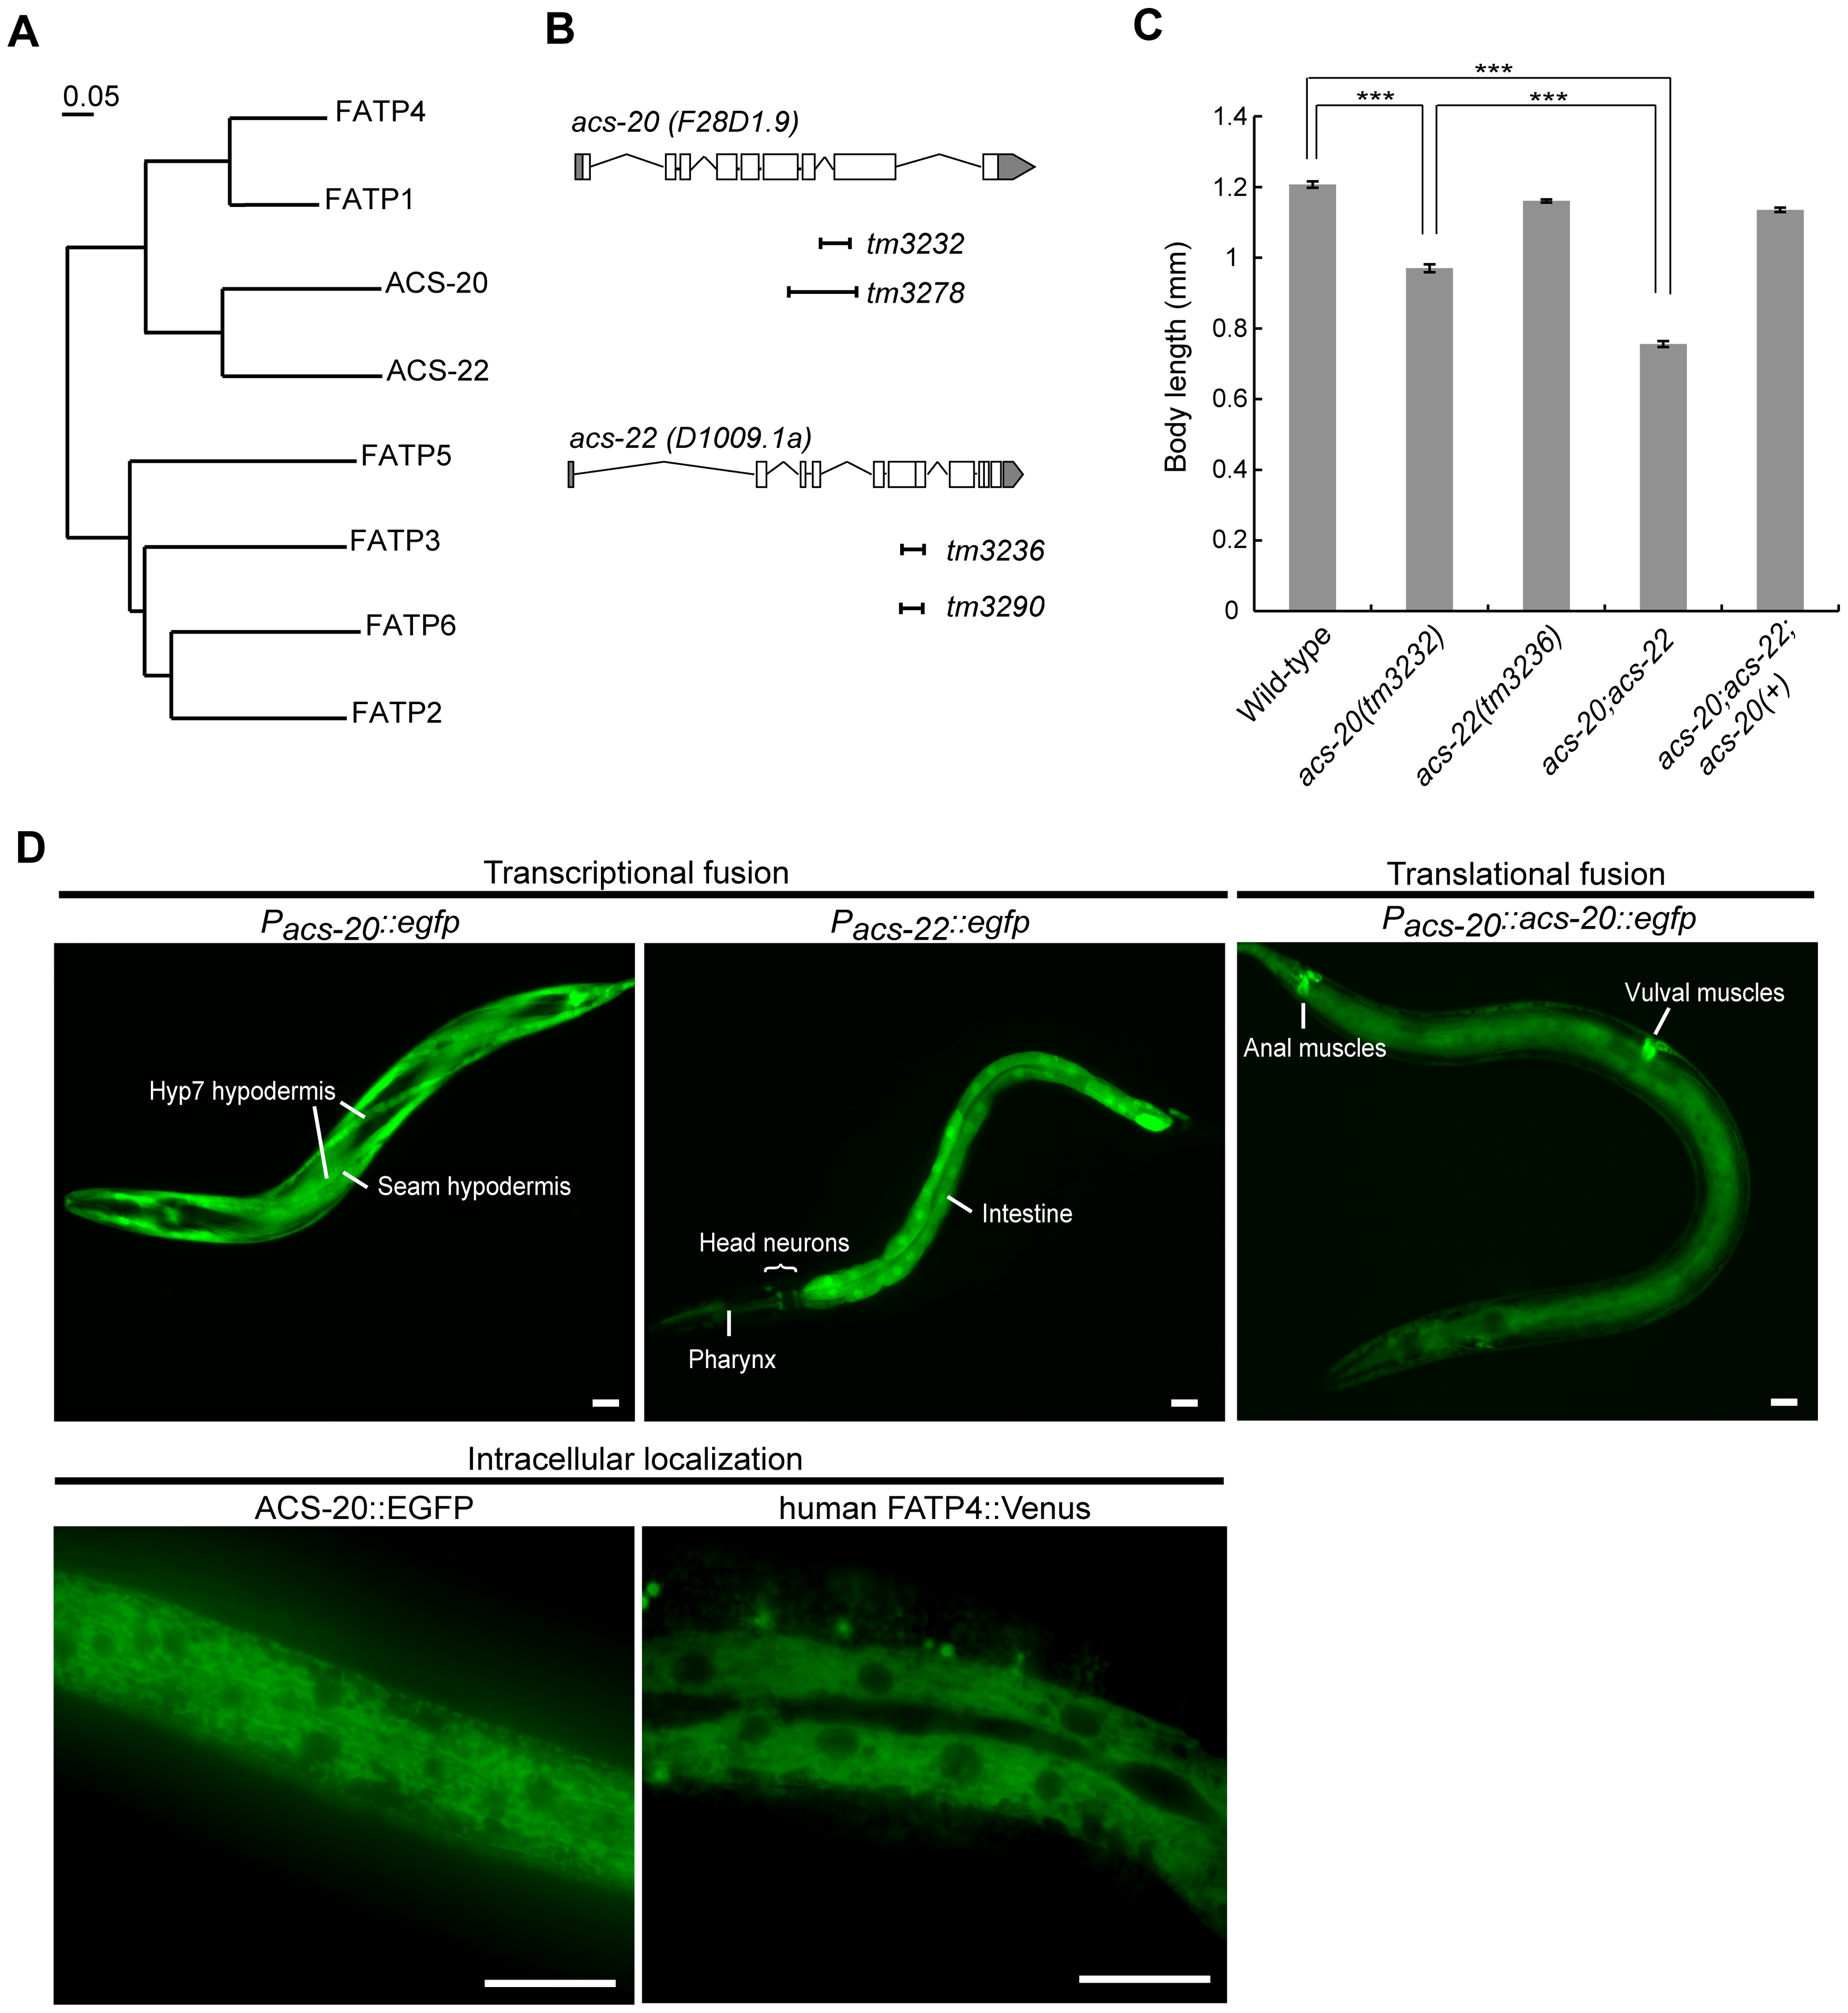 A
0.05
FATP4
FATP1
ACS-20
ACS-22
FATP5
FATP3
FATP6
FATP2
B
acs-20 (F28D1.9)
tm3232
tm3278
acs-22 (D1009.1a)
tm3236
tm3290
C
***
*** ***
1.4
1.2
1
0.8
0.6
0.4
0.2
0
Body length (mm)
Wild-type
acs-20(tm3232)
acs-22(tm3236)
acs-20;acs-22
acs-20;acs-22;
acs-20(+)
D
Transcriptional fusion
Translational fusion
Pacs-20::egfp
Pacs-22::egfp
Pacs-20::acs-20::egfp
Hyp7 hypodermis
Seam hypodermis
Head neurons
Intestine
Pharynx
Vulval muscles
Anal muscles
Intracellular localization
ACS-20::EGFP
human FATP4::Venus